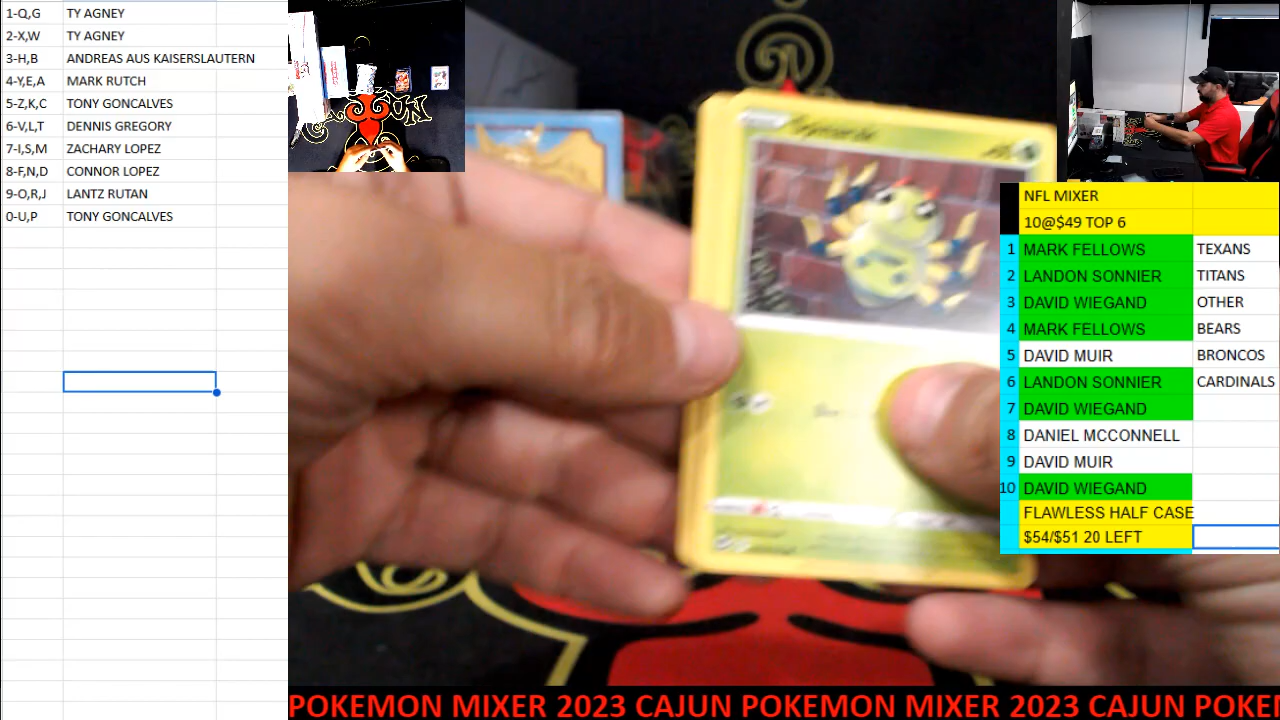 1-Q,G TY AGNEY
2-X,W TY AGNEY
3-H,B ANDREAS AUS KAISERSLAUTERN
4-Y,E,A MARK RUTCH
5-Z,K,C TONY GONCALVES
6-V,L,T DENNIS GREGORY
7-I,S,M ZACHARY LOPEZ
8-F,N,D CONNOR LOPEZ
9-O,R,J LANTZ RUTAN
0-U,P TONY GONCALVES
NFL MIXER
10@$49 TOP 6
1 MARK FELLOWS TEXANS
2 LANDON SONNIER TITANS
3 DAVID WIEGAND OTHER
4 MARK FELLOWS BEARS
5 DAVID MUIR BRONCOS
6 LANDON SONNIER CARDINALS
7 DAVID WIEGAND
8 DANIEL MCCONNELL
9 DAVID MUIR
10 DAVID WIEGAND
FLAWLESS HALF CASE
$54/$51 20 LEFT
POKEMON MIXER 2023 CAJUN POKEMON MIXER 2023 CAJUN POKEI